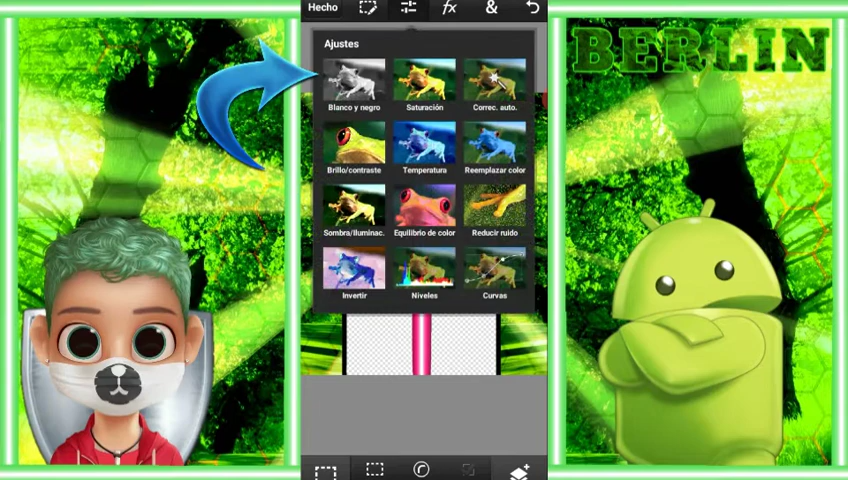 Hecho
fx
&
BERLIN
Ajustes
Blanco y negro
Saturación
Correc. auto.
Brillo/contraste
Temperatura
Reemplazar color
Sombra/Iluminac.
Equilibrio de color
Reducir ruido
Invertir
Niveles
Curvas